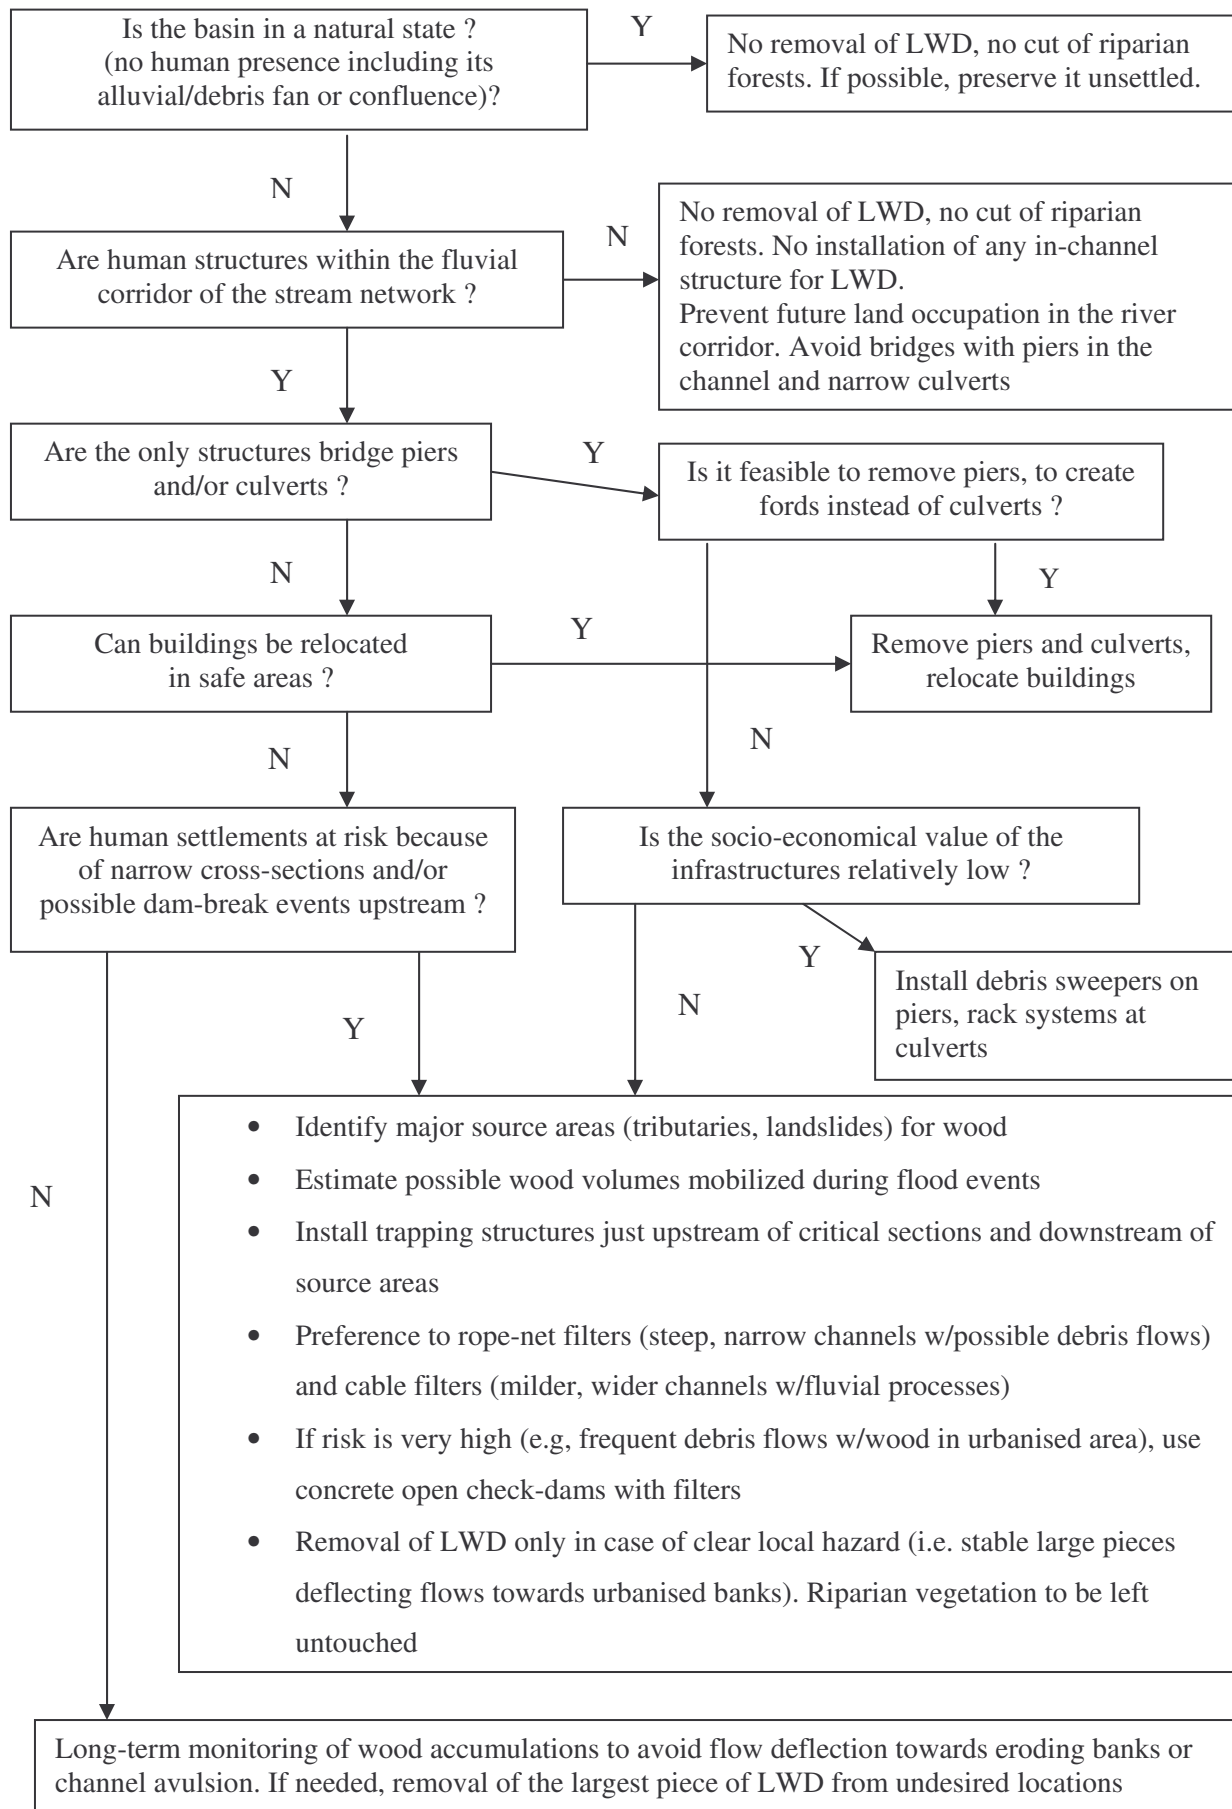 Is the basin in a natural state ?
(no human presence including its
alluvial/debris fan or confluence)?
Y
No removal of LWD, no cut of riparian
forests. If possible, preserve it unsettled.
N
Are human structures within the fluvial
corridor of the stream network ?
N
No removal of LWD, no cut of riparian
forests. No installation of any in-channel
structure for LWD.
Prevent future land occupation in the river
corridor. Avoid bridges with piers in the
channel and narrow culverts
Y
Are the only structures bridge piers
and/or culverts ?
Y
Is it feasible to remove piers, to create
fords instead of culverts ?
N
Y
Can buildings be relocated
in safe areas ?
Y
Remove piers and culverts,
relocate buildings
N
N
Are human settlements at risk because
of narrow cross-sections and/or
possible dam-break events upstream ?
Is the socio-economical value of the
infrastructures relatively low ?
Y
Install debris sweepers on
piers, rack systems at
culverts
Y
N
N
• Identify major source areas (tributaries, landslides) for wood
• Estimate possible wood volumes mobilized during flood events
• Install trapping structures just upstream of critical sections and downstream of
source areas
• Preference to rope-net filters (steep, narrow channels w/possible debris flows)
and cable filters (milder, wider channels w/fluvial processes)
• If risk is very high (e.g, frequent debris flows w/wood in urbanised area), use
concrete open check-dams with filters
• Removal of LWD only in case of clear local hazard (i.e. stable large pieces
deflecting flows towards urbanised banks). Riparian vegetation to be left
untouched
Long-term monitoring of wood accumulations to avoid flow deflection towards eroding banks or
channel avulsion. If needed, removal of the largest piece of LWD from undesired locations